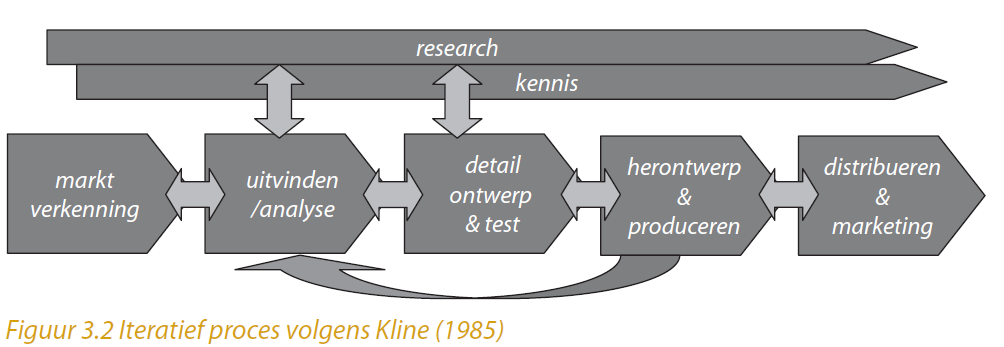 research
kennis
markt
verkenning
uitvinden
/analyse
detail
ontwerp
& test
herontwerp
&
produceren
distribueren
&
marketing
Figuur 3.2 Iteratief proces volgens Kline (1985)